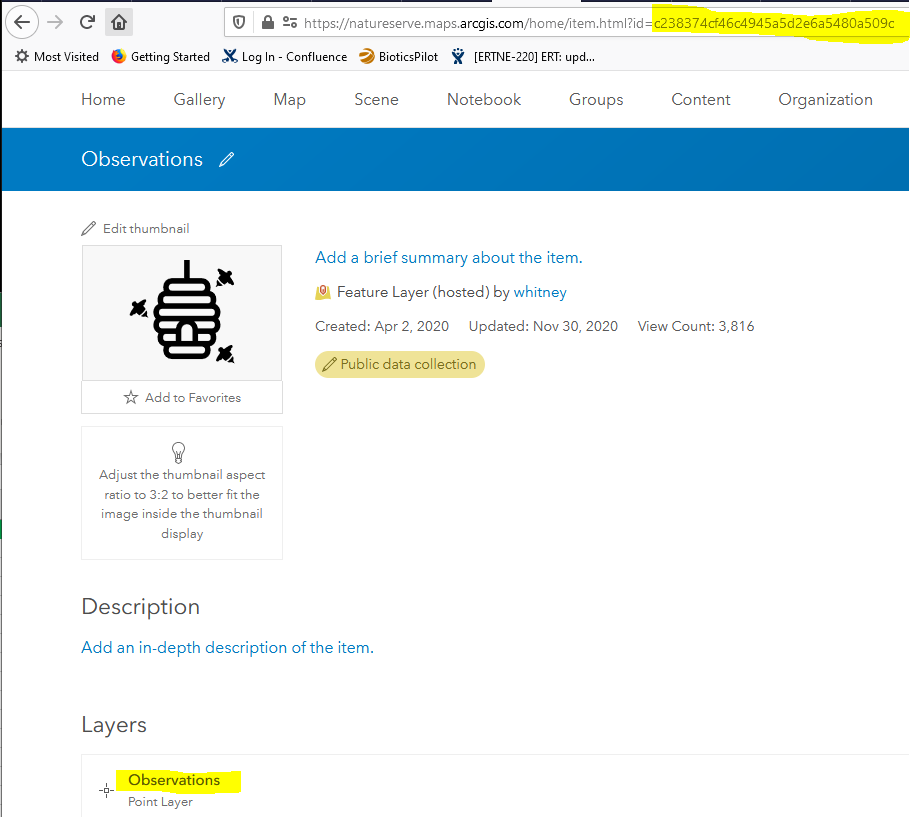 https://natureserve.maps.arcgis.com/home/item.html?id=c238374cf46c4945a5d2e6a5480a509c
Most Visited Getting Started Log In - Confluence BioticsPilot [ERTNE-220] ERT: upd...
Home Gallery Map Scene Notebook Groups Content Organization
Observations
Edit thumbnail
Add a brief summary about the item.
Feature Layer (hosted) by whitney
Created: Apr 2, 2020 Updated: Nov 30, 2020 View Count: 3,816
Public data collection
Add to Favorites
Adjust the thumbnail aspect
ratio to 3:2 to better fit the
image inside the thumbnail
display
Description
Add an in-depth description of the item.
Layers
Observations
Point Layer